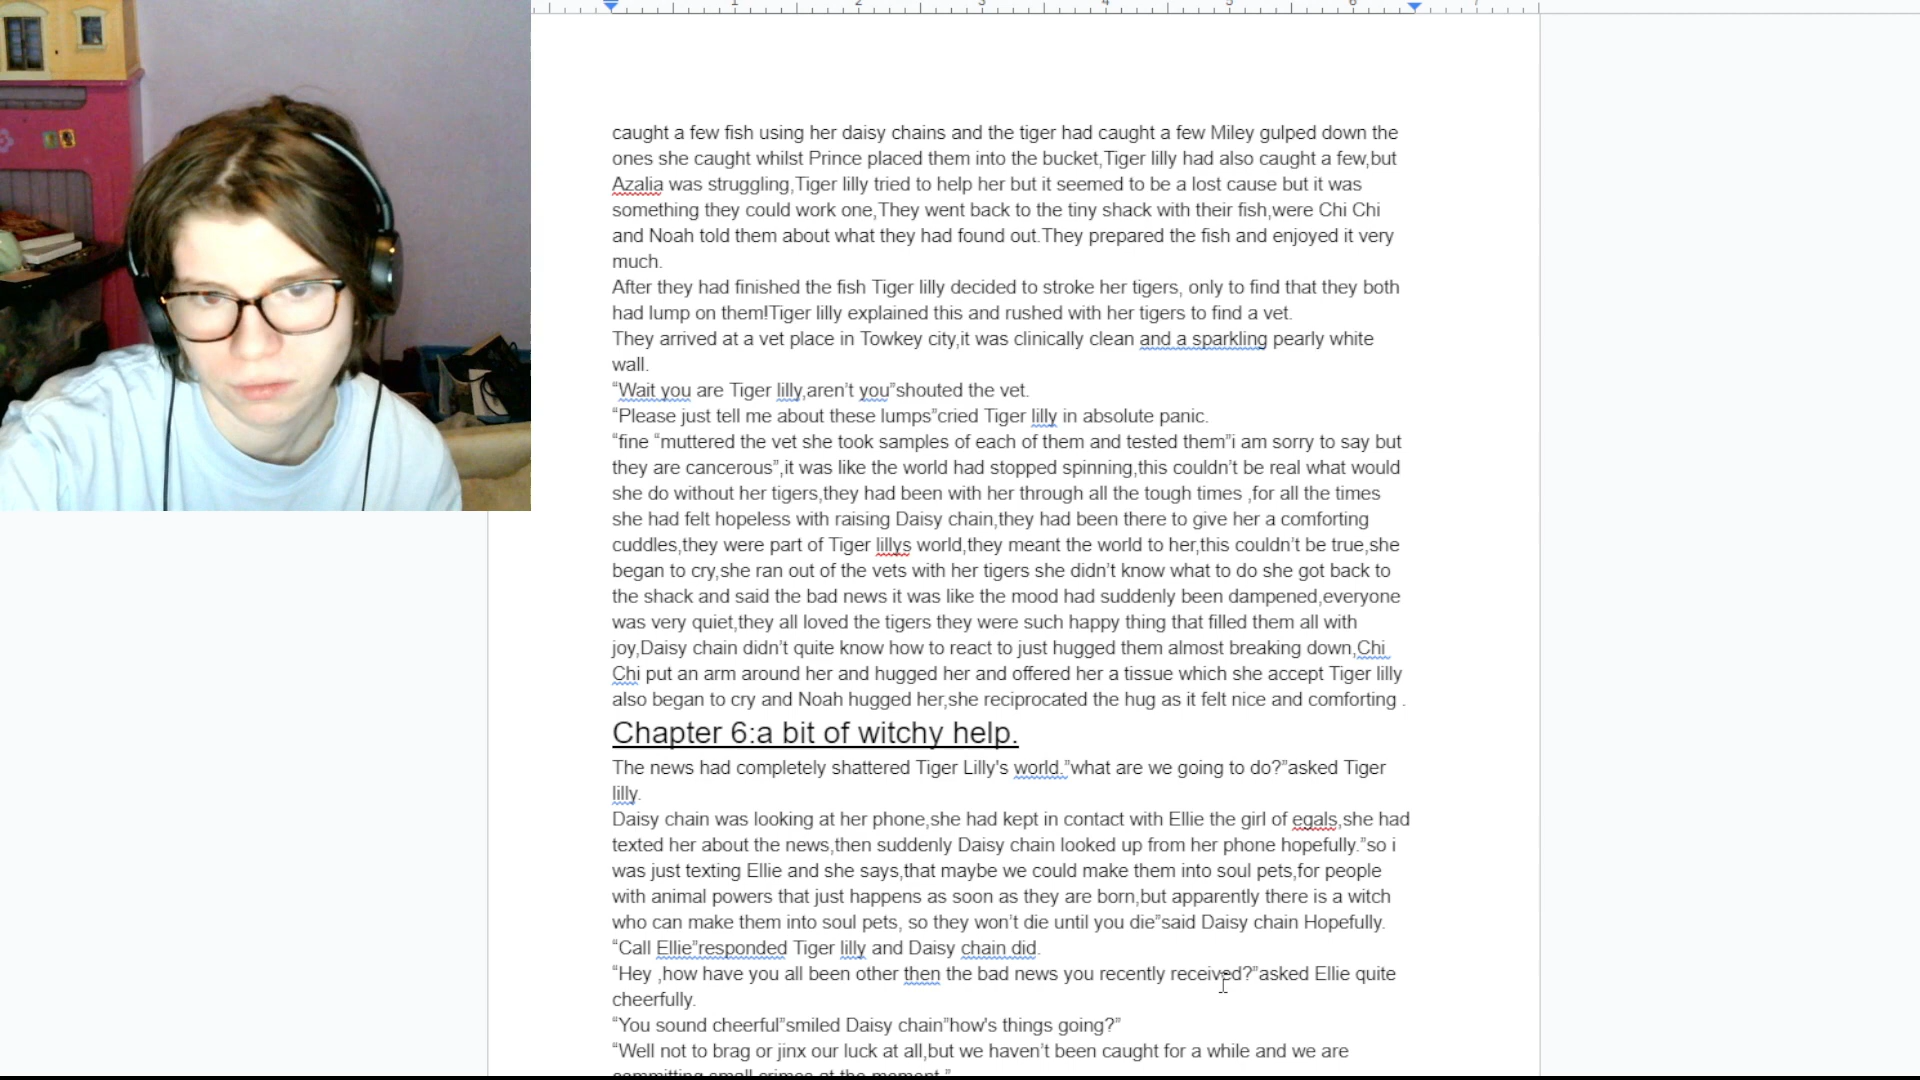 1 2 3 4 5 6 7
caught a few fish using her daisy chains and the tiger had caught a few Miley gulped down the
ones she caught whilst Prince placed them into the bucket,Tiger lilly had also caught a few,but
Azalia was struggling,Tiger lilly tried to help her but it seemed to be a lost cause but it was
something they could work one,They went back to the tiny shack with their fish,were Chi Chi
and Noah told them about what they had found out.They prepared the fish and enjoyed it very
much.
After they had finished the fish Tiger lilly decided to stroke her tigers, only to find that they both
had lump on them!Tiger lilly explained this and rushed with her tigers to find a vet.
They arrived at a vet place in Towkey city,it was clinically clean and a sparkling pearly white
wall.
“Wait you are Tiger lilly,aren’t you”shouted the vet.
“Please just tell me about these lumps”cried Tiger lilly in absolute panic.
“fine “muttered the vet she took samples of each of them and tested them”i am sorry to say but
they are cancerous”,it was like the world had stopped spinning,this couldn’t be real what would
she do without her tigers,they had been with her through all the tough times ,for all the times
she had felt hopeless with raising Daisy chain,they had been there to give her a comforting
cuddles,they were part of Tiger lillys world,they meant the world to her,this couldn’t be true,she
began to cry,she ran out of the vets with her tigers she didn’t know what to do she got back to
the shack and said the bad news it was like the mood had suddenly been dampened,everyone
was very quiet,they all loved the tigers they were such happy thing that filled them all with
joy,Daisy chain didn’t quite know how to react to just hugged them almost breaking down,Chi
Chi put an arm around her and hugged her and offered her a tissue which she accept Tiger lilly
also began to cry and Noah hugged her,she reciprocated the hug as it felt nice and comforting .
Chapter 6:a bit of witchy help.
The news had completely shattered Tiger Lilly's world.”what are we going to do?”asked Tiger
lilly.
Daisy chain was looking at her phone,she had kept in contact with Ellie the girl of egals,she had
texted her about the news,then suddenly Daisy chain looked up from her phone hopefully.”so i
was just texting Ellie and she says,that maybe we could make them into soul pets,for people
with animal powers that just happens as soon as they are born,but apparently there is a witch
who can make them into soul pets, so they won’t die until you die”said Daisy chain Hopefully.
“Call Ellie”responded Tiger lilly and Daisy chain did.
“Hey ,how have you all been other then the bad news you recently received?”asked Ellie quite
cheerfully.
“You sound cheerful”smiled Daisy chain”how's things going?”
“Well not to brag or jinx our luck at all,but we haven’t been caught for a while and we are
committing small crimes at the moment.”